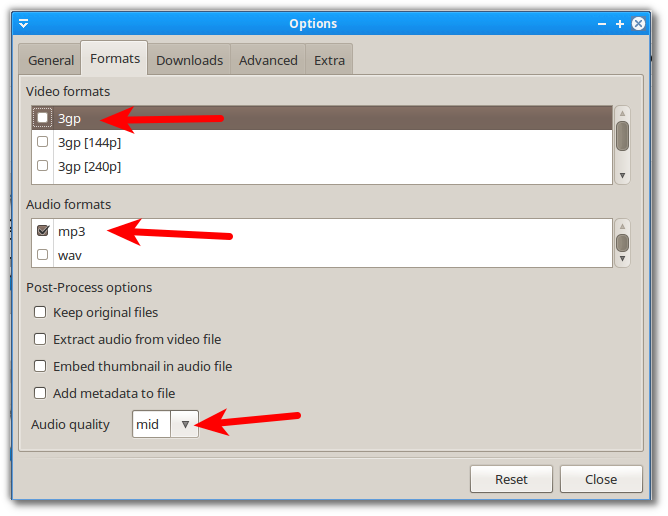 Options
General Formats Downloads Advanced Extra
Video formats
3gp
3gp [144p]
3gp [240p]
Audio formats
mp3
wav
Post-Process options
Keep original files
Extract audio from video file
Embed thumbnail in audio file
Add metadata to file
Audio quality mid
Reset Close